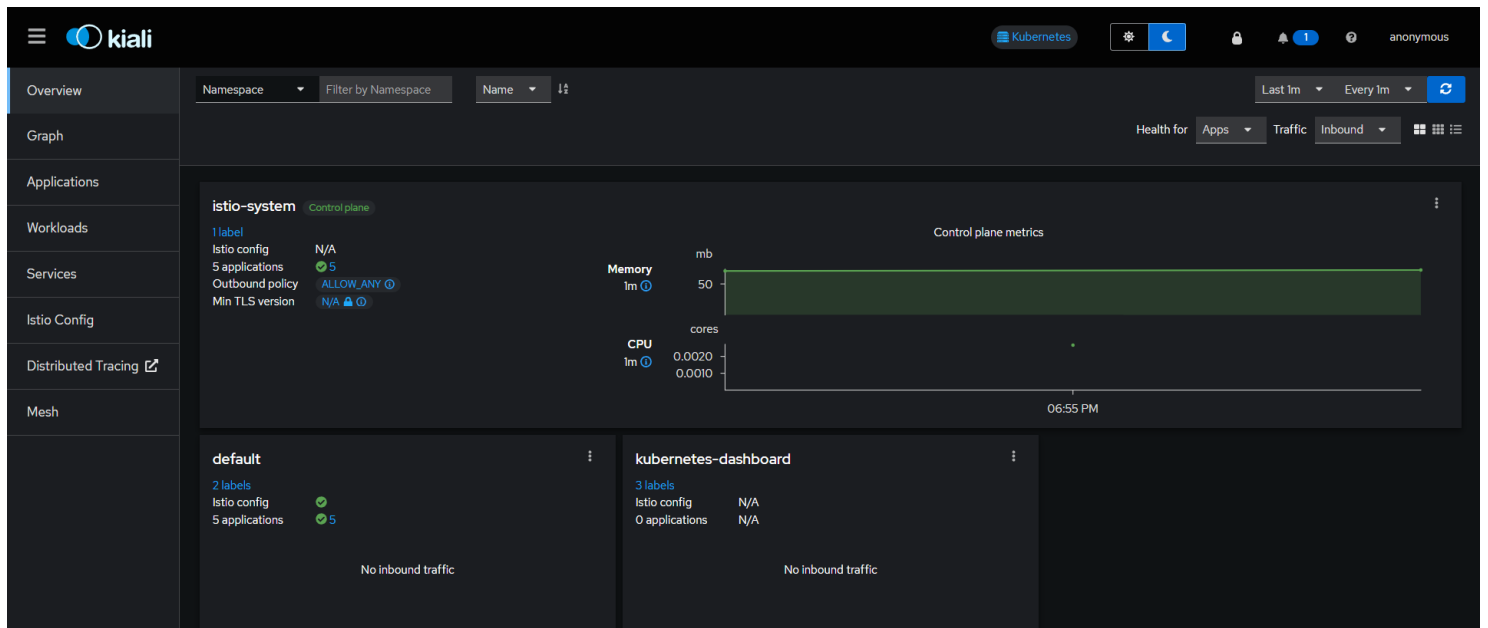 kiali
Kubernetes
1
anonymous
Overview
Graph
Applications
Workloads
Services
Istio Config
Distributed Tracing
Mesh
Namespace
Filter by Namespace
Name
Last 1m
Every 1m
Health for
Apps
Traffic
Inbound
istio-system
Control plane
1 label
Istio config N/A
5 applications 5
Outbound policy ALLOW_ANY
Min TLS version N/A
Control plane metrics
mb
Memory
1m
50
cores
CPU
1m
0.0020
0.0010
06:55 PM
default
2 labels
Istio config
5 applications 5
No inbound traffic
kubernetes-dashboard
3 labels
Istio config N/A
0 applications N/A
No inbound traffic